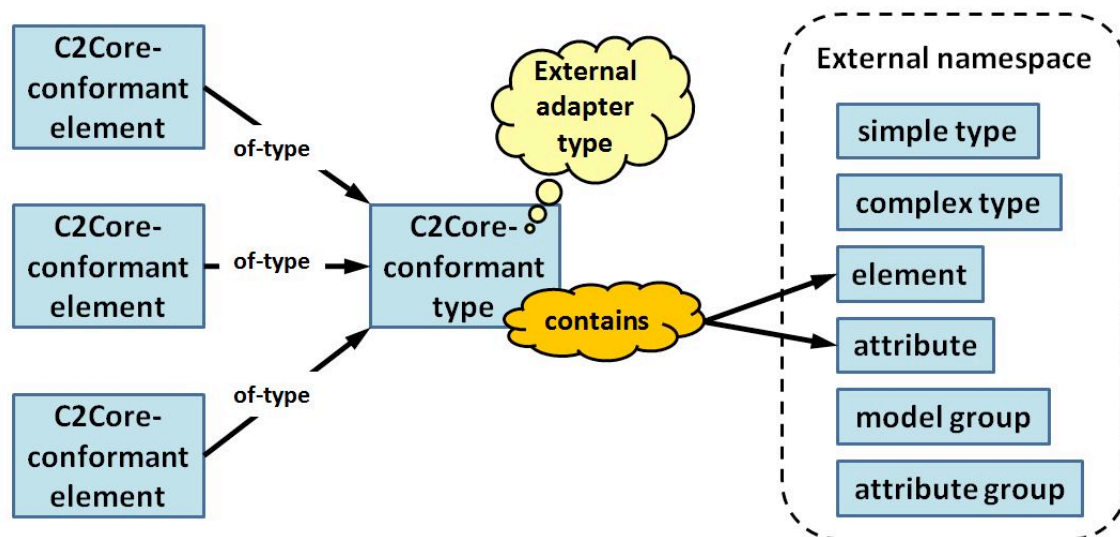 C2Core-
conformant
element
of-type
C2Core-
conformant
element
of-type
C2Core-
conformant
element
of-type
External
adapter
type
C2Core-
conformant
type
contains
External namespace
simple type
complex type
element
attribute
model group
attribute group